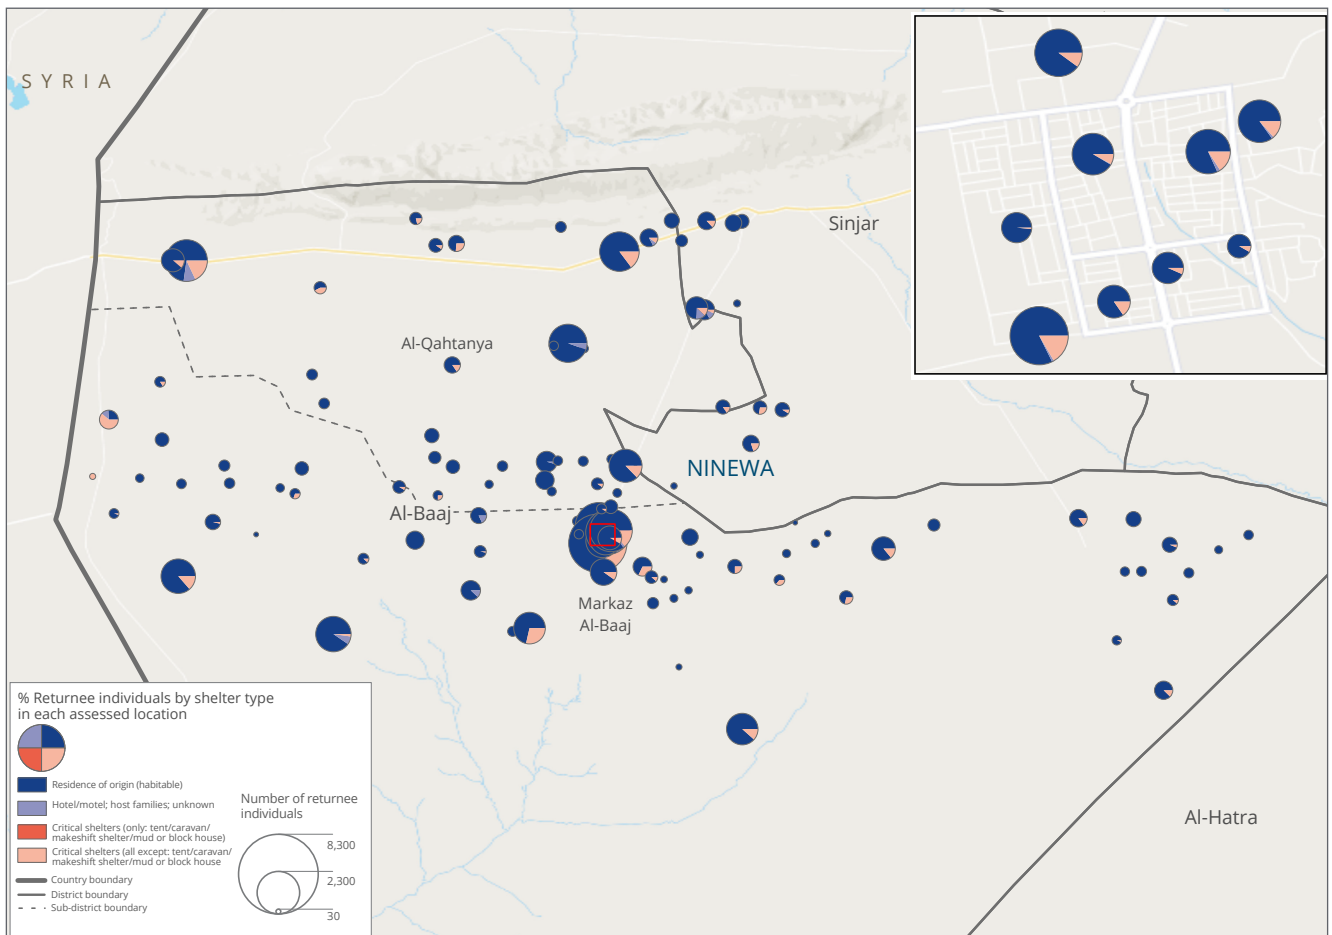 SYRIA
Sinjar
Al-Qahtanya
NINEWA
Al-Baaj
Markaz
Al-Baaj
Al-Hatra
% Returnee individuals by shelter type
in each assessed location
Residence of origin (habitable)
Hotel/motel; host families; unknown
Critical shelters (only: tent/caravan/
makeshift shelter/mud or block house)
Critical shelters (all except: tent/caravan/
makeshift shelter/mud or block house
Country boundary
District boundary
Sub-district boundary
Number of returnee
individuals
8,300
2,300
30